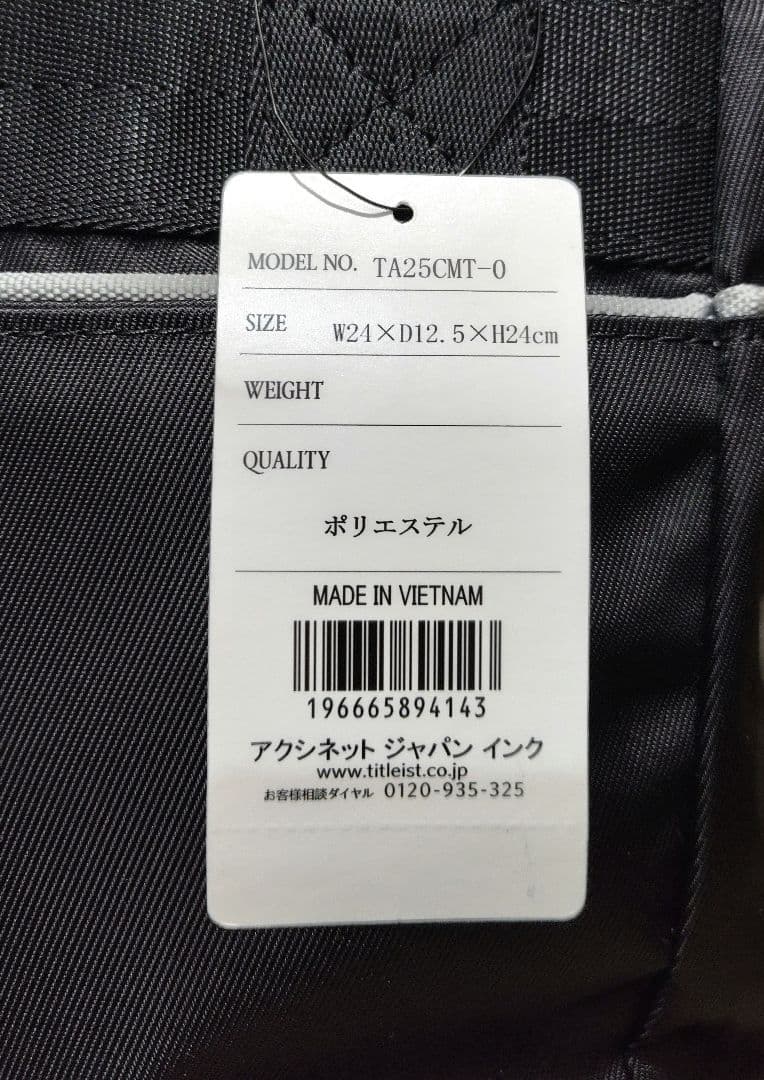 MODEL NO. TA25CMT-0
SIZE W24×D12.5×H24cm
WEIGHT
QUALITY
ポリエステル
MADE IN VIETNAM
196665894143
アクシネット ジャパン インク
www.titleist.co.jp
お客様相談ダイヤル 0120-935-325